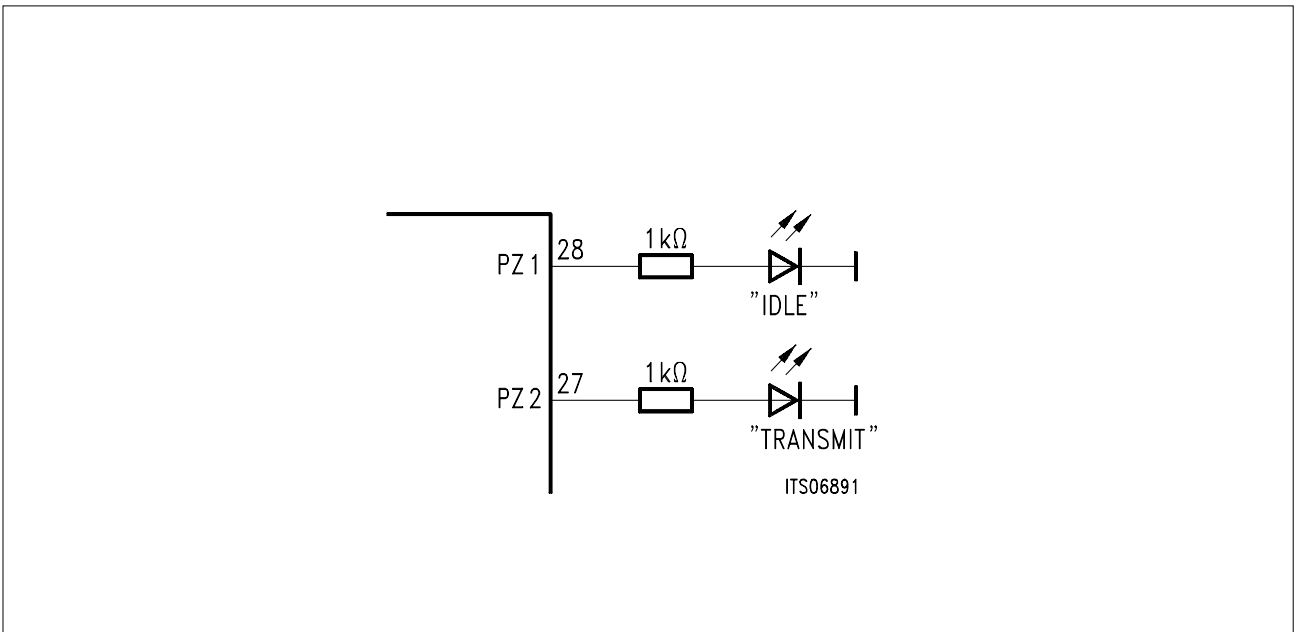 PZ 1 28 1kΩ
"IDLE"
PZ 2 27 1kΩ
"TRANSMIT"
ITS06891